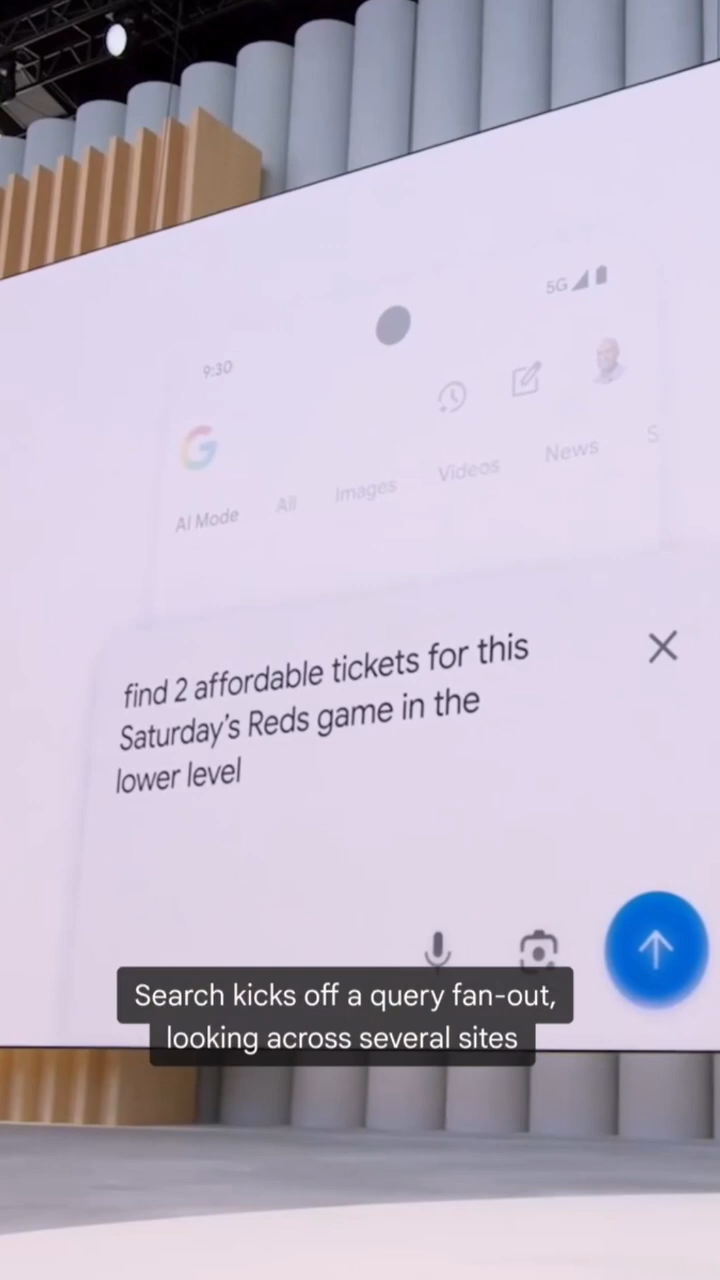 5G
9:30
AI Mode All Images Videos News S
find 2 affordable tickets for this
Saturday's Reds game in the
lower level
Search kicks off a query fan-out,
looking across several sites